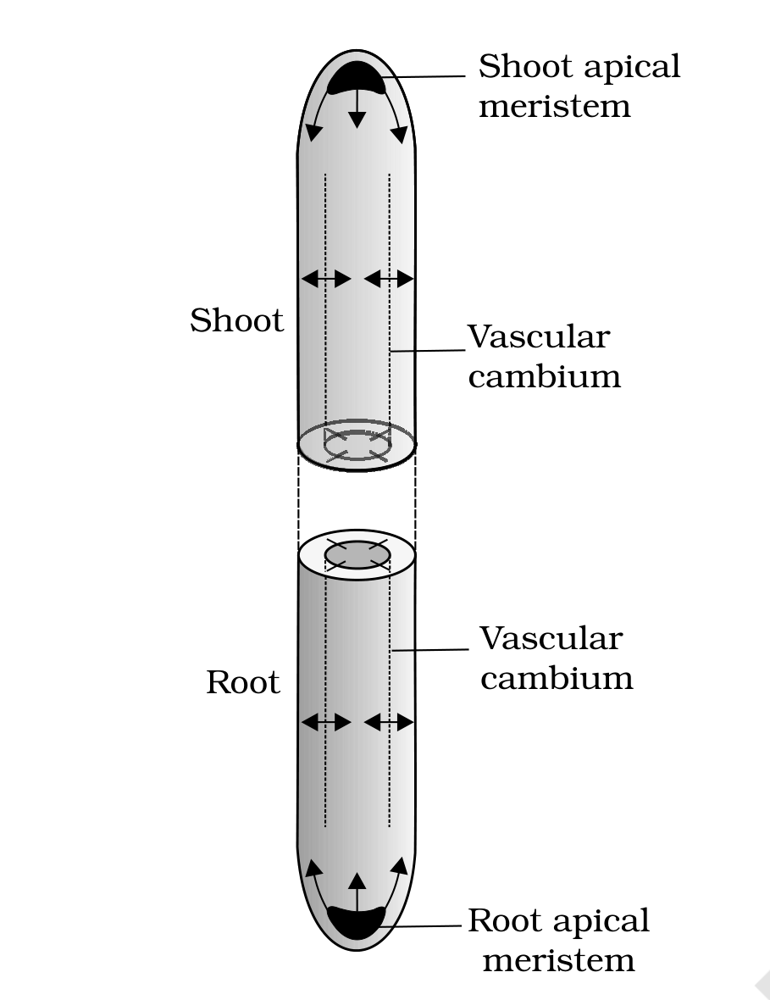 Shoot apical
meristem
Shoot
Vascular
cambium
Vascular
cambium
Root
Root apical
meristem